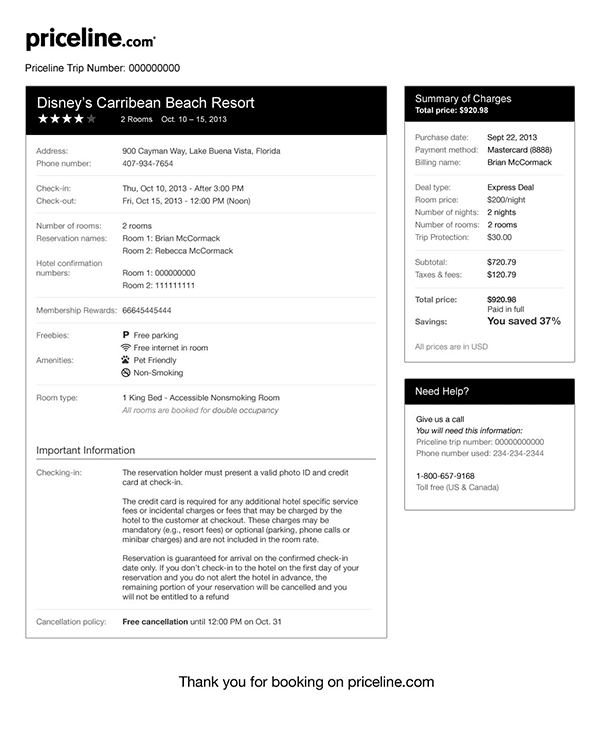 priceline.com
Priceline Trip Number: 000000000
Disney's Carribean Beach Resort
2 Rooms Oct. 10 – 15, 2013
Address: 900 Cayman Way, Lake Buena Vista, Florida
Phone number: 407-934-7654
Check-in: Thu, Oct 10, 2013 - After 3:00 PM
Check-out: Fri, Oct 15, 2013 - 12:00 PM (Noon)
Number of rooms: 2 rooms
Reservation names: Room 1: Brian McCormack
Room 2: Rebecca McCormack
Hotel confirmation
numbers: Room 1: 000000000
Room 2: 111111111
Membership Rewards: 66645445444
Freebies: P Free parking
Free internet in room
Amenities: Pet Friendly
Non-Smoking
Room type: 1 King Bed - Accessible Nonsmoking Room
All rooms are booked for double occupancy
Important Information
Checking-in: The reservation holder must present a valid photo ID and credit
card at check-in.
The credit card is required for any additional hotel specific service
fees or incidental charges or fees that may be charged by the
hotel to the customer at checkout. These charges may be
mandatory (e.g., resort fees) or optional (parking, phone calls or
minibar charges) and are not included in the room rate.
Reservation is guaranteed for arrival on the confirmed check-in
date only. If you don't check-in to the hotel on the first day of your
reservation and you do not alert the hotel in advance, the
remaining portion of your reservation will be cancelled and you
will not be entitled to a refund
Cancellation policy: Free cancellation until 12:00 PM on Oct. 31
Summary of Charges
Total price: $920.98
Purchase date: Sept 22, 2013
Payment method: Mastercard (8888)
Billing name: Brian McCormack
Deal type: Express Deal
Room price: $200/night
Number of nights: 2 nights
Number of rooms: 2 rooms
Trip Protection: $30.00
Subtotal: $720.79
Taxes & fees: $120.79
Total price: $920.98
Paid in full
Savings: You saved 37%
All prices are in USD
Need Help?
Give us a call
You will need this information:
Priceline trip number: 00000000000
Phone number used: 234-234-2344
1-800-657-9168
Toll free (US & Canada)
Thank you for booking on priceline.com